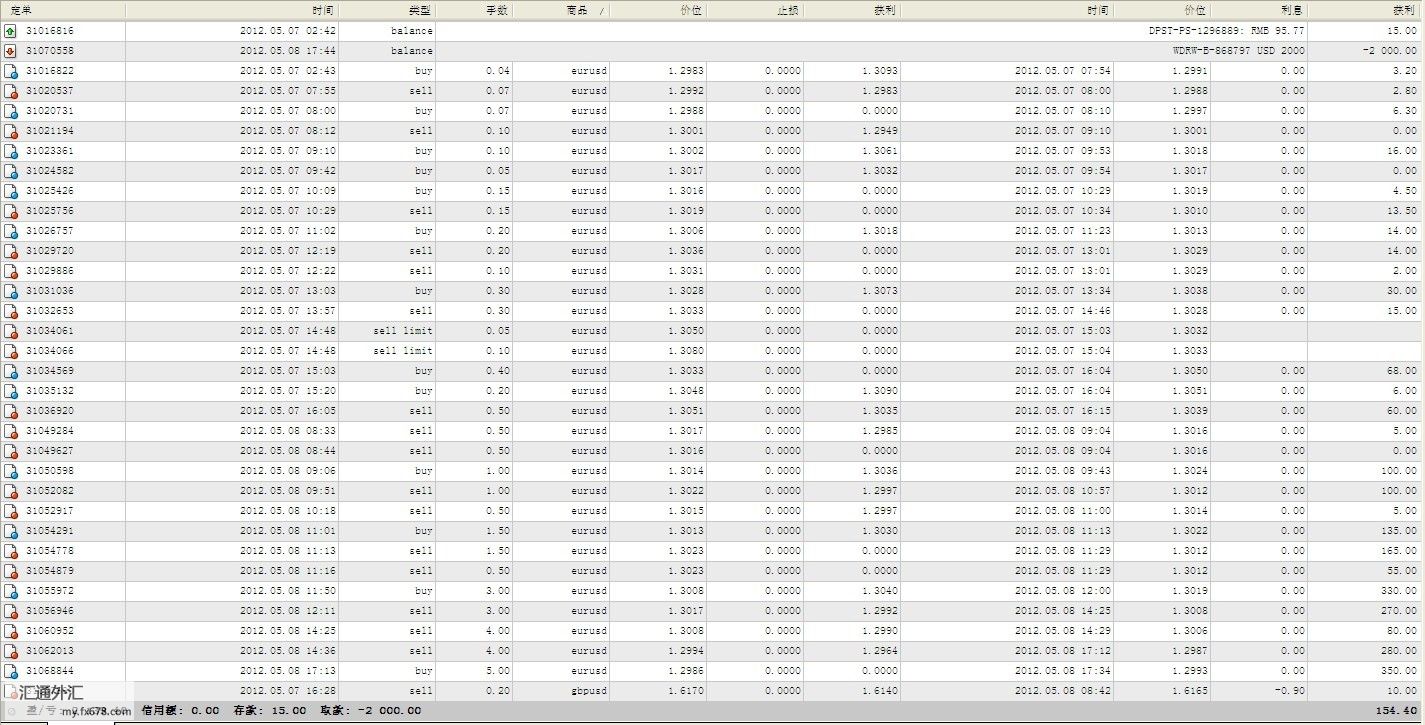 定单 时间 类型 手数 商品 / 价位 止损 获利 时间 价位 利息 获利
31016816 2012.05.07 02:42 balance DPST-PS-1296889: RMB 95.77 15.00
31070558 2012.05.08 17:44 balance WDRW-B-868797 USD 2000 -2 000.00
31016822 2012.05.07 02:43 buy 0.04 eurusd 1.2983 0.0000 1.3093 2012.05.07 07:54 1.2991 0.00 3.20
31020537 2012.05.07 07:55 sell 0.07 eurusd 1.2992 0.0000 1.2983 2012.05.07 08:00 1.2988 0.00 2.80
31020731 2012.05.07 08:00 buy 0.07 eurusd 1.2988 0.0000 0.0000 2012.05.07 08:10 1.2997 0.00 6.30
31021194 2012.05.07 08:12 sell 0.10 eurusd 1.3001 0.0000 1.2949 2012.05.07 09:10 1.3001 0.00 0.00
31023361 2012.05.07 09:10 buy 0.10 eurusd 1.3002 0.0000 1.3061 2012.05.07 09:53 1.3018 0.00 16.00
31024582 2012.05.07 09:42 buy 0.05 eurusd 1.3017 0.0000 1.3032 2012.05.07 09:54 1.3017 0.00 0.00
31025426 2012.05.07 10:09 buy 0.15 eurusd 1.3016 0.0000 0.0000 2012.05.07 10:29 1.3019 0.00 4.50
31025756 2012.05.07 10:29 sell 0.15 eurusd 1.3019 0.0000 0.0000 2012.05.07 10:34 1.3010 0.00 13.50
31026757 2012.05.07 11:02 buy 0.20 eurusd 1.3006 0.0000 1.3018 2012.05.07 11:23 1.3013 0.00 14.00
31029720 2012.05.07 12:19 sell 0.20 eurusd 1.3036 0.0000 0.0000 2012.05.07 13:01 1.3029 0.00 14.00
31029886 2012.05.07 12:22 sell 0.10 eurusd 1.3031 0.0000 0.0000 2012.05.07 13:01 1.3029 0.00 2.00
31031036 2012.05.07 13:03 buy 0.30 eurusd 1.3028 0.0000 1.3073 2012.05.07 13:34 1.3038 0.00 30.00
31032653 2012.05.07 13:57 sell 0.30 eurusd 1.3033 0.0000 0.0000 2012.05.07 14:46 1.3028 0.00 15.00
31034061 2012.05.07 14:48 sell limit 0.05 eurusd 1.3050 0.0000 0.0000 2012.05.07 15:03 1.3032
31034066 2012.05.07 14:48 sell limit 0.10 eurusd 1.3080 0.0000 0.0000 2012.05.07 15:04 1.3033
31034569 2012.05.07 15:03 buy 0.40 eurusd 1.3033 0.0000 0.0000 2012.05.07 16:04 1.3050 0.00 68.00
31035132 2012.05.07 15:20 buy 0.20 eurusd 1.3048 0.0000 1.3090 2012.05.07 16:04 1.3051 0.00 6.00
31036920 2012.05.07 16:05 sell 0.50 eurusd 1.3051 0.0000 1.3035 2012.05.07 16:15 1.3039 0.00 60.00
31049284 2012.05.08 08:33 sell 0.50 eurusd 1.3017 0.0000 1.2985 2012.05.08 09:04 1.3016 0.00 5.00
31049627 2012.05.08 08:44 sell 0.50 eurusd 1.3016 0.0000 0.0000 2012.05.08 09:04 1.3016 0.00 0.00
31050598 2012.05.08 09:06 buy 1.00 eurusd 1.3014 0.0000 1.3036 2012.05.08 09:43 1.3024 0.00 100.00
31052082 2012.05.08 09:51 sell 1.00 eurusd 1.3022 0.0000 1.2997 2012.05.08 10:57 1.3012 0.00 100.00
31052917 2012.05.08 10:18 sell 0.50 eurusd 1.3015 0.0000 1.2997 2012.05.08 11:00 1.3014 0.00 5.00
31054291 2012.05.08 11:01 buy 1.50 eurusd 1.3013 0.0000 1.3030 2012.05.08 11:13 1.3022 0.00 135.00
31054778 2012.05.08 11:13 sell 1.50 eurusd 1.3023 0.0000 0.0000 2012.05.08 11:29 1.3012 0.00 165.00
31054879 2012.05.08 11:16 sell 0.50 eurusd 1.3023 0.0000 0.0000 2012.05.08 11:29 1.3012 0.00 55.00
31055972 2012.05.08 11:50 buy 3.00 eurusd 1.3008 0.0000 1.3040 2012.05.08 12:00 1.3019 0.00 330.00
31056946 2012.05.08 12:11 sell 3.00 eurusd 1.3017 0.0000 1.2992 2012.05.08 14:25 1.3008 0.00 270.00
31060952 2012.05.08 14:25 sell 4.00 eurusd 1.3008 0.0000 1.2990 2012.05.08 14:29 1.3006 0.00 80.00
31062013 2012.05.08 14:36 sell 4.00 eurusd 1.2994 0.0000 1.2964 2012.05.08 17:12 1.2987 0.00 280.00
31068844 2012.05.08 17:13 buy 5.00 eurusd 1.2986 0.0000 0.0000 2012.05.08 17:34 1.2993 0.00 350.00
2012.05.07 16:28 sell 0.20 gbpusd 1.6170 0.0000 1.6140 2012.05.08 08:42 1.6165 -0.90 10.00
汇通外汇
my.fx678.com
盈/亏: 信用额: 0.00 存款: 15.00 取款: -2 000.00 154.40